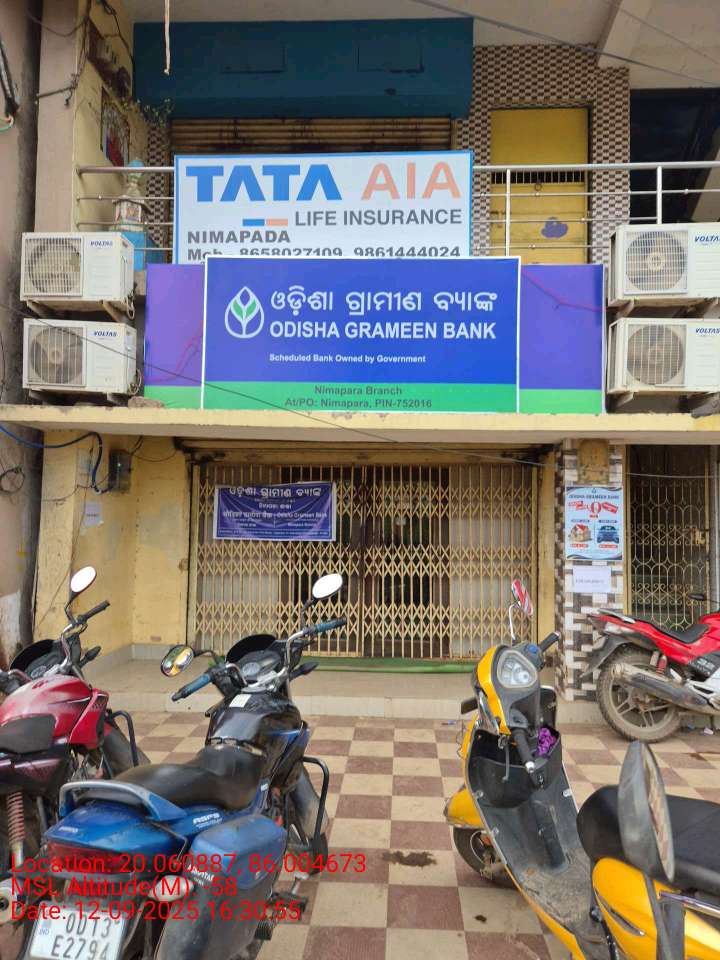 TATA AIA
LIFE INSURANCE
NIMAPADA
Mob - 8658027109, 9861444024
ଓଡ଼ିଶା ଗ୍ରାମୀଣ ବ୍ୟାଙ୍କ
ODISHA GRAMEEN BANK
Scheduled Bank Owned by Government
Nimapara Branch
At/PO: Nimapara, PIN-752016
VOLTAS
VOLTAS
VOLTAS
VOLTAS
ଓଡ଼ିଶା ଗ୍ରାମୀଣ ବ୍ୟାଙ୍କ
ODISHA GRAMEEN BANK
Location: 20.060887, 86.004673
MSL Altitude(M) : 58
Date: 12-09-2025 16:30:55
OD13
E2794